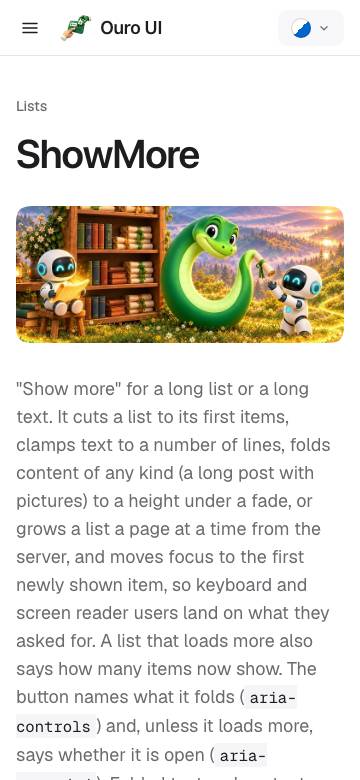 Ouro UI
Lists
ShowMore
"Show more" for a long list or a long
text. It cuts a list to its first items,
clamps text to a number of lines, folds
content of any kind (a long post with
pictures) to a height under a fade, or
grows a list a page at a time from the
server, and moves focus to the first
newly shown item, so keyboard and
screen reader users land on what they
asked for. A list that loads more also
says how many items now show. The
button names what it folds ( aria-
controls ) and, unless it loads more,
says whether it is open ( aria-